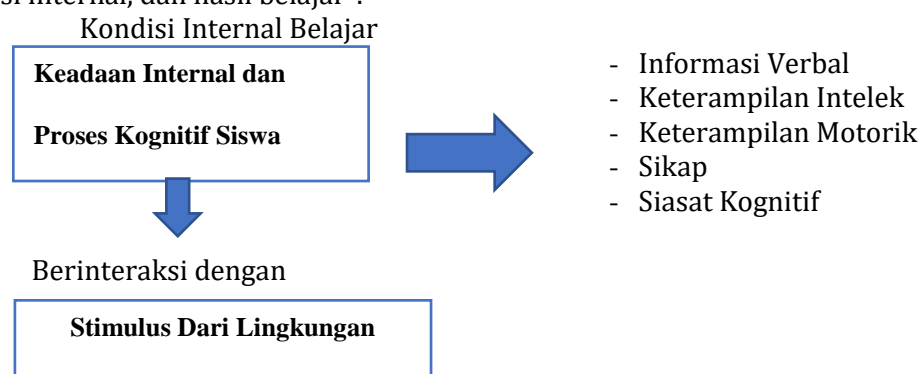 si internal, dan hasil belajar .
Kondisi Internal Belajar
Keadaan Internal dan
Proses Kognitif Siswa
- Informasi Verbal
- Keterampilan Intelek
- Keterampilan Motorik
- Sikap
- Siasat Kognitif
Berinteraksi dengan
Stimulus Dari Lingkungan